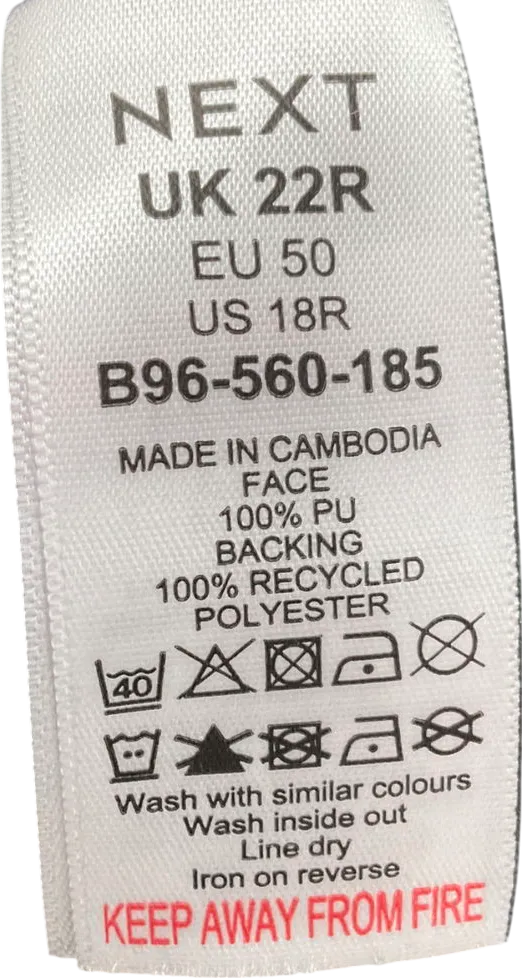 NEXT
UK 22R
EU 50
US 18R
B96-560-185
MADE IN CAMBODIA
FACE
100% PU
BACKING
100% RECYCLED
POLYESTER
40
Wash with similar colours
Wash inside out
Line dry
Iron on reverse
KEEP AWAY FROM FIRE